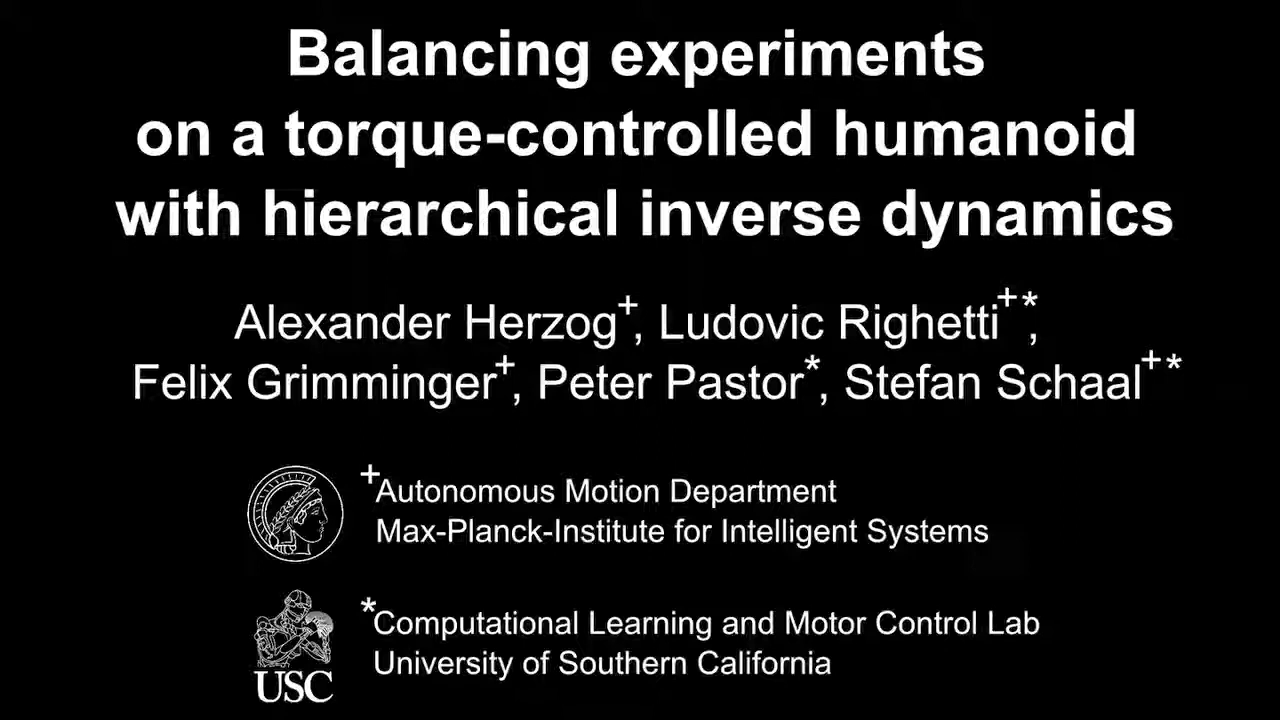 Balancing experiments
on a torque-controlled humanoid
with hierarchical inverse dynamics
Alexander Herzog+, Ludovic Righetti+*,
Felix Grimminger+, Peter Pastor*, Stefan Schaal+*
+Autonomous Motion Department
Max-Planck-Institute for Intelligent Systems
*Computational Learning and Motor Control Lab
University of Southern California
USC